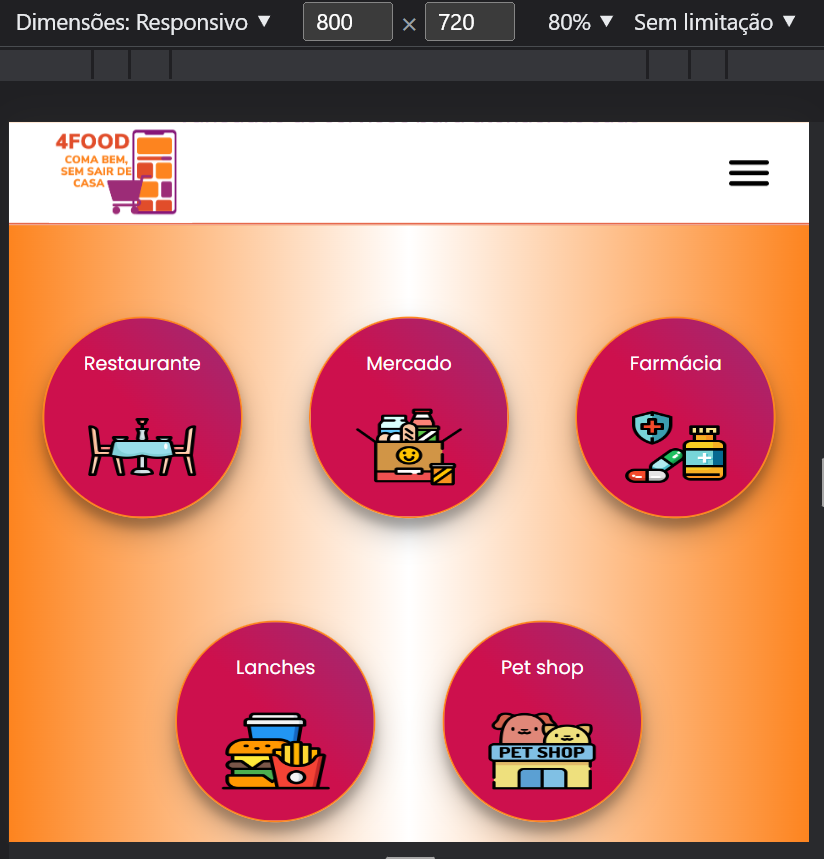 Dimensões: Responsivo ▼ 800 × 720 80% ▼ Sem limitação ▼
4FOOD
COMA BEM,
SEM SAIR DE
CASA
Restaurante
Mercado
Farmácia
Lanches
Pet shop
PET SHOP